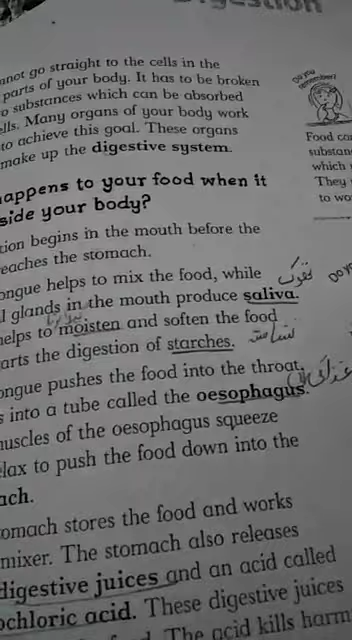 Digestion
nnot go straight to the cells in the
parts of your body. It has to be broken
o substances which can be absorbed
ells. Many organs of your body work
to achieve this goal. These organs
make up the digestive system.
appens to your food when it
side your body?
tion begins in the mouth before the
eaches the stomach.
ongue helps to mix the food, while
l glands in the mouth produce saliva.
helps to moisten and soften the food
arts the digestion of starches.
نشاسته
ongue pushes the food into the throat,
s into a tube called the oesophagus.
muscles of the oesophagus squeeze
lax to push the food down into the
ach.
omach stores the food and works
mixer. The stomach also releases
digestive juices and an acid called
ochloric acid. These digestive juices
The acid kills harm
Do you
remember?
Food ca
substan
which
They
to wo